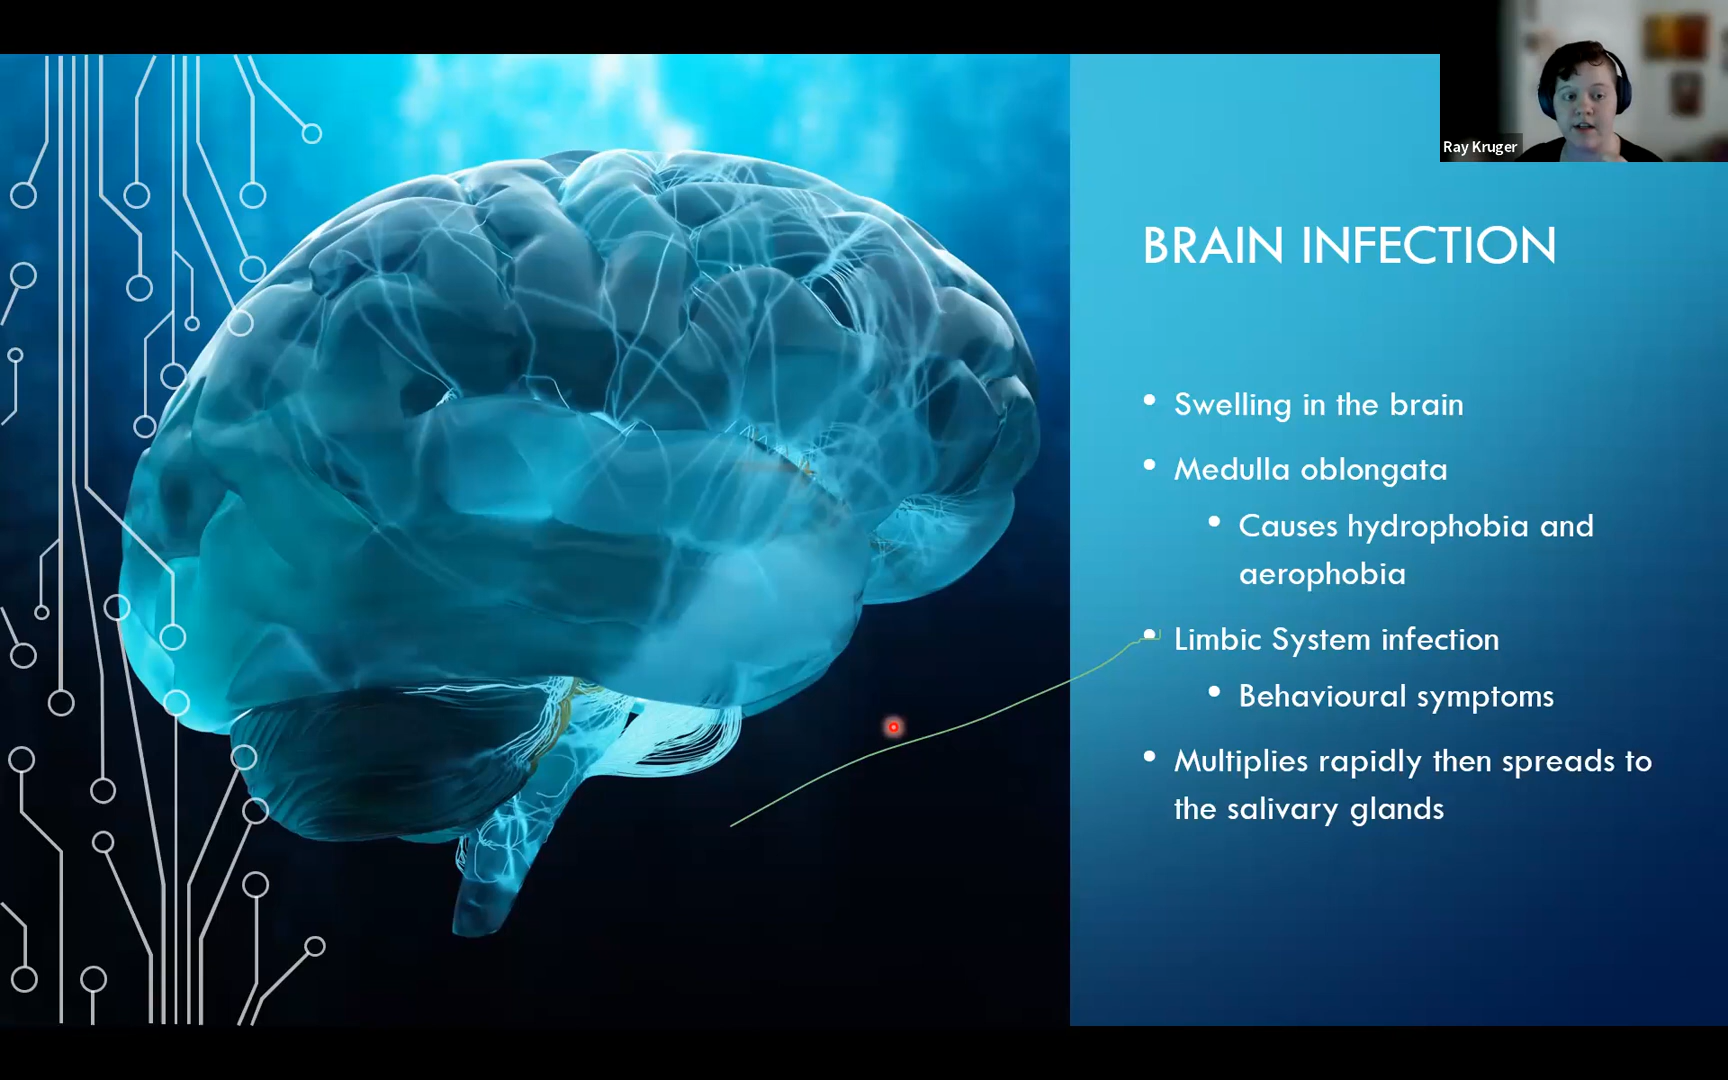 Ray Kruger
BRAIN INFECTION
• Swelling in the brain
• Medulla oblongata
• Causes hydrophobia and
aerophobia
• Limbic System infection
• Behavioural symptoms
• Multiplies rapidly then spreads to
the salivary glands